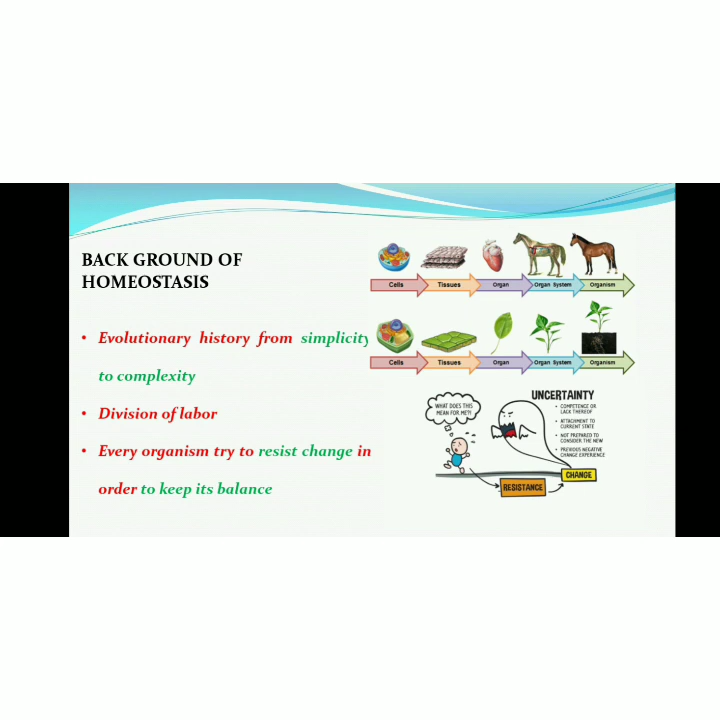 BACK GROUND OF
HOMEOSTASIS
• Evolutionary history from simplicity
to complexity
• Division of labor
• Every organism try to resist change in
order to keep its balance
Cells Tissues Organ Organ System Organism
Cells Tissues Organ Organ System Organism
WHAT DOES THIS
MEAN FOR ME?!
UNCERTAINTY
• COMPETENCE OR
LACK THEREOF
• ATTACHMENT TO
CURRENT STATE
• NOT PREPARED TO
CONSIDER THE NEW
• PREVIOUS NEGATIVE
CHANGE EXPERIENCE
CHANGE
RESISTANCE